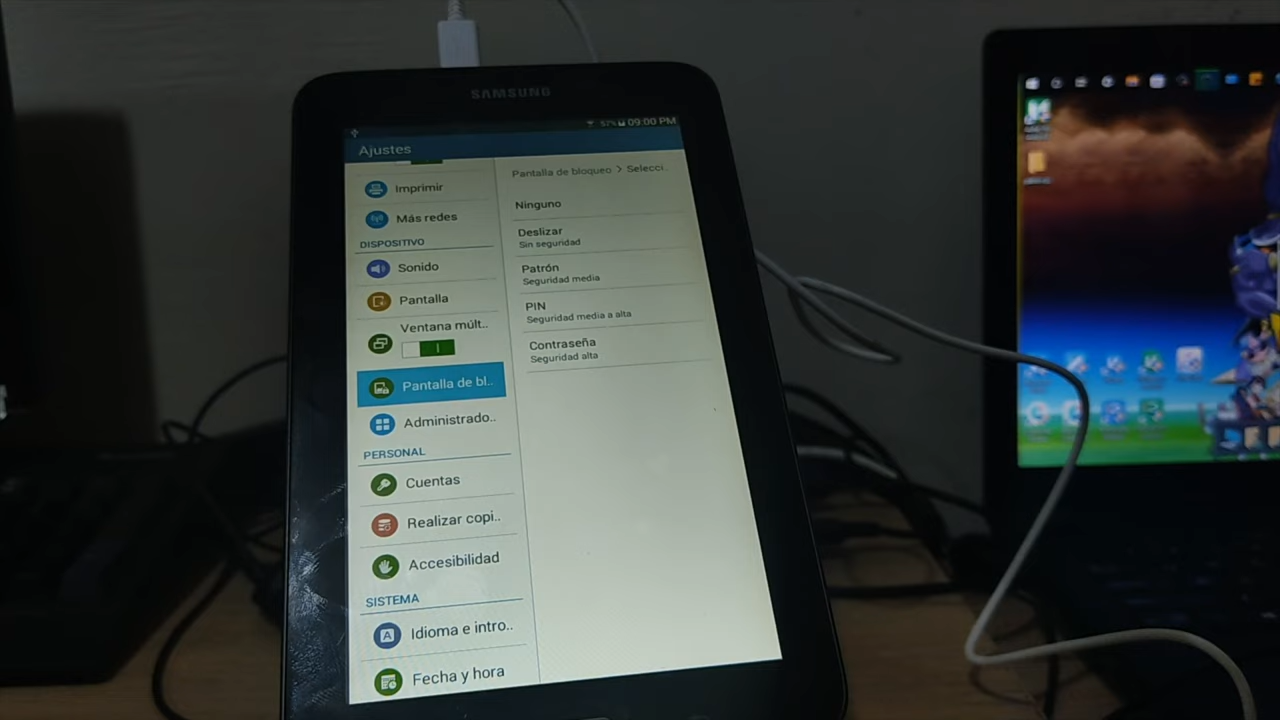 SAMSUNG
57% 09:00 PM
Ajustes
Imprimir
Más redes
DISPOSITIVO
Sonido
Pantalla
Ventana múlt..
Pantalla de bl..
Administrado..
PERSONAL
Cuentas
Realizar copi..
Accesibilidad
SISTEMA
Idioma e intro..
Fecha y hora
Pantalla de bloqueo > Selecci..
Ninguno
Deslizar
Sin seguridad
Patrón
Seguridad media
PIN
Seguridad media a alta
Contraseña
Seguridad alta